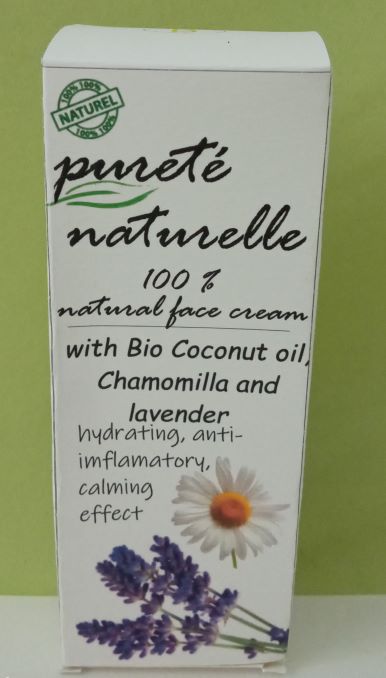 100% 100%
NATUREL
100% 100%
pureté
naturelle
100 %
natural face cream
with Bio Coconut oil,
Chamomilla and
lavender
hydrating, anti-
imflamatory,
calming
effect